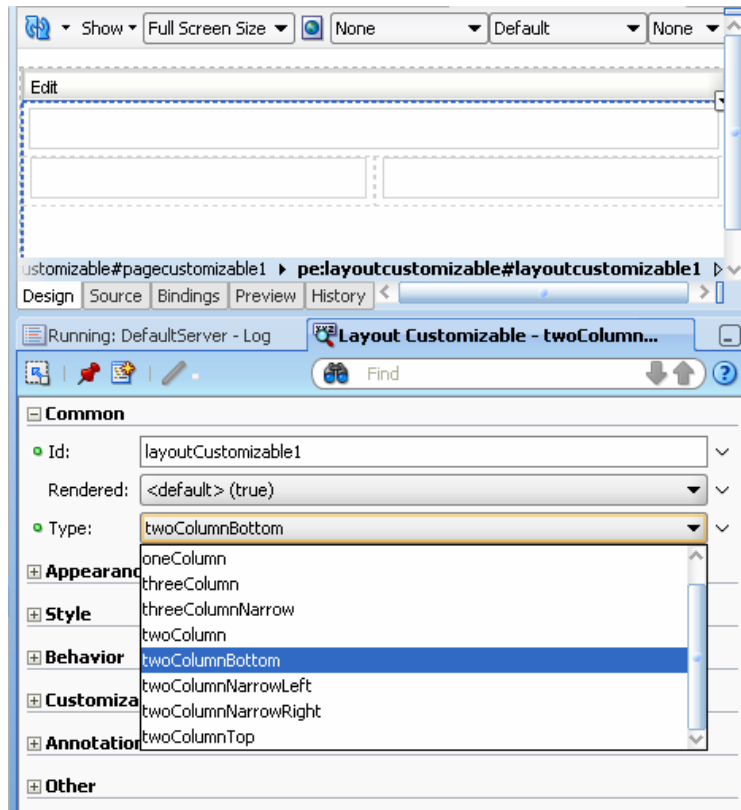 Show Full Screen Size None Default None
Edit
ustomizable#pagecustomizable1 pe:layoutcustomizable#layoutcustomizable1
Design Source Bindings Preview History
Running: DefaultServer - Log XYZ Layout Customizable - twoColumn...
Find ?
Common
Id: layoutCustomizable1
Rendered: <default> (true)
Type: twoColumnBottom
oneColumn
Appearanc
threeColumn
threeColumnNarrow
Style
twoColumn
Behavior
twoColumnBottom
twoColumnNarrowLeft
Customiza
twoColumnNarrowRight
Annotation
twoColumnTop
Other